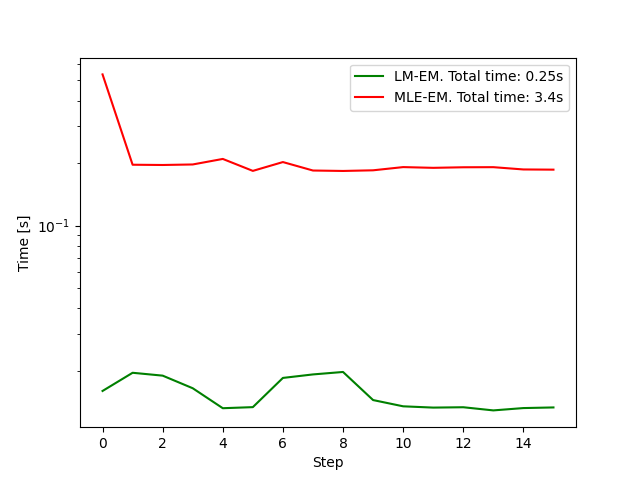 LM-EM. Total time: 0.25s
MLE-EM. Total time: 3.4s
Time [s]
10⁻¹
0 2 4 6 8 10 12 14
Step